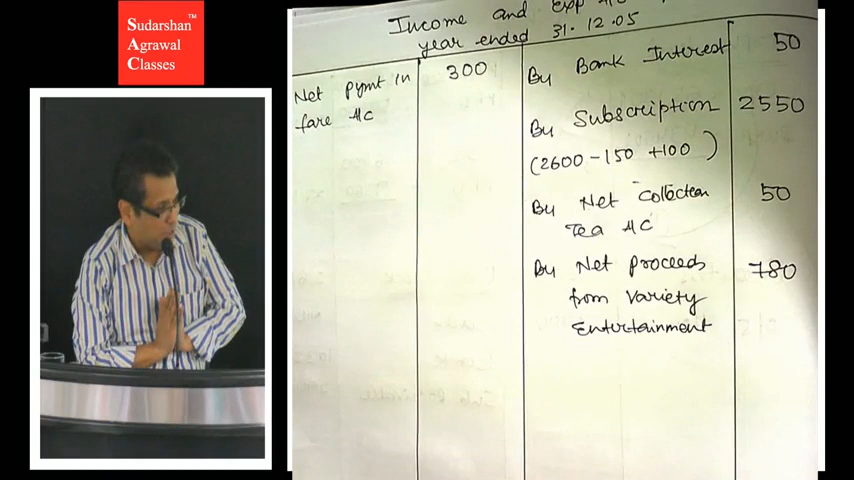 Sudarshan™
Agrawal
Classes
S A C
Income and Exp A/c
year ended 31.12.05
Net pymt in 300
fare A/c
By Bank Interest 50
By Subscription 2550
(2600 - 150 + 100)
By Net Collection 50
Tea A/C
By Net proceeds 780
from Variety
Entertainment